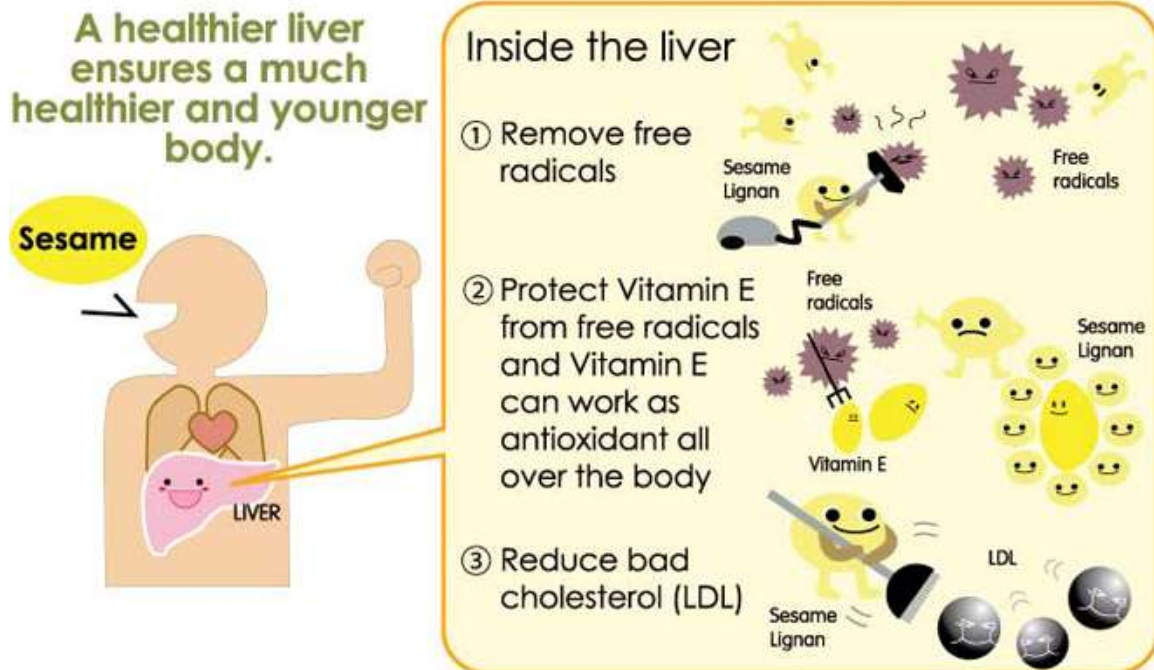 A healthier liver
ensures a much
healthier and younger
body.
Sesame
LIVER
Inside the liver
① Remove free
radicals
Sesame
Lignan
Free
radicals
② Protect Vitamin E
from free radicals
and Vitamin E
can work as
antioxidant all
over the body
Free
radicals
Sesame
Lignan
Vitamin E
③ Reduce bad
cholesterol (LDL)
LDL
Sesame
Lignan